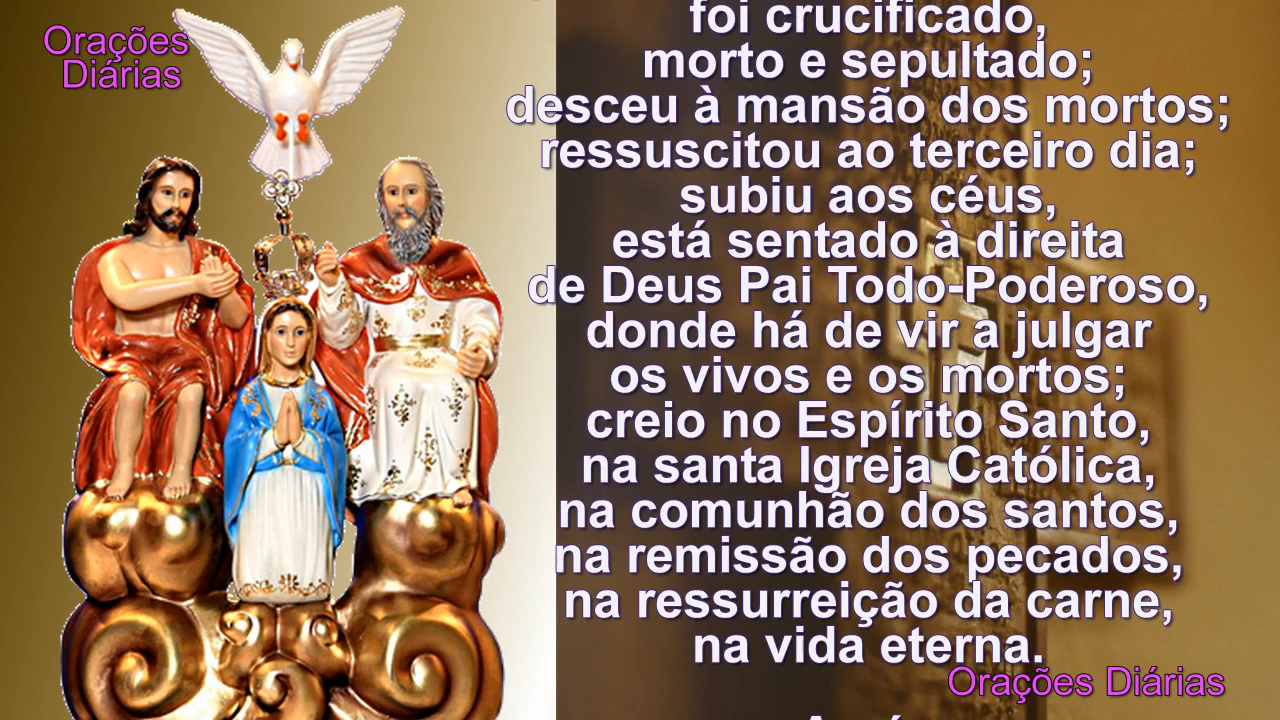 Orações
Diárias
foi crucificado,
morto e sepultado;
desceu à mansão dos mortos;
ressuscitou ao terceiro dia;
subiu aos céus,
está sentado à direita
de Deus Pai Todo-Poderoso,
donde há de vir a julgar
os vivos e os mortos;
creio no Espírito Santo,
na santa Igreja Católica,
na comunhão dos santos,
na remissão dos pecados,
na ressurreição da carne,
na vida eterna.
Orações Diárias